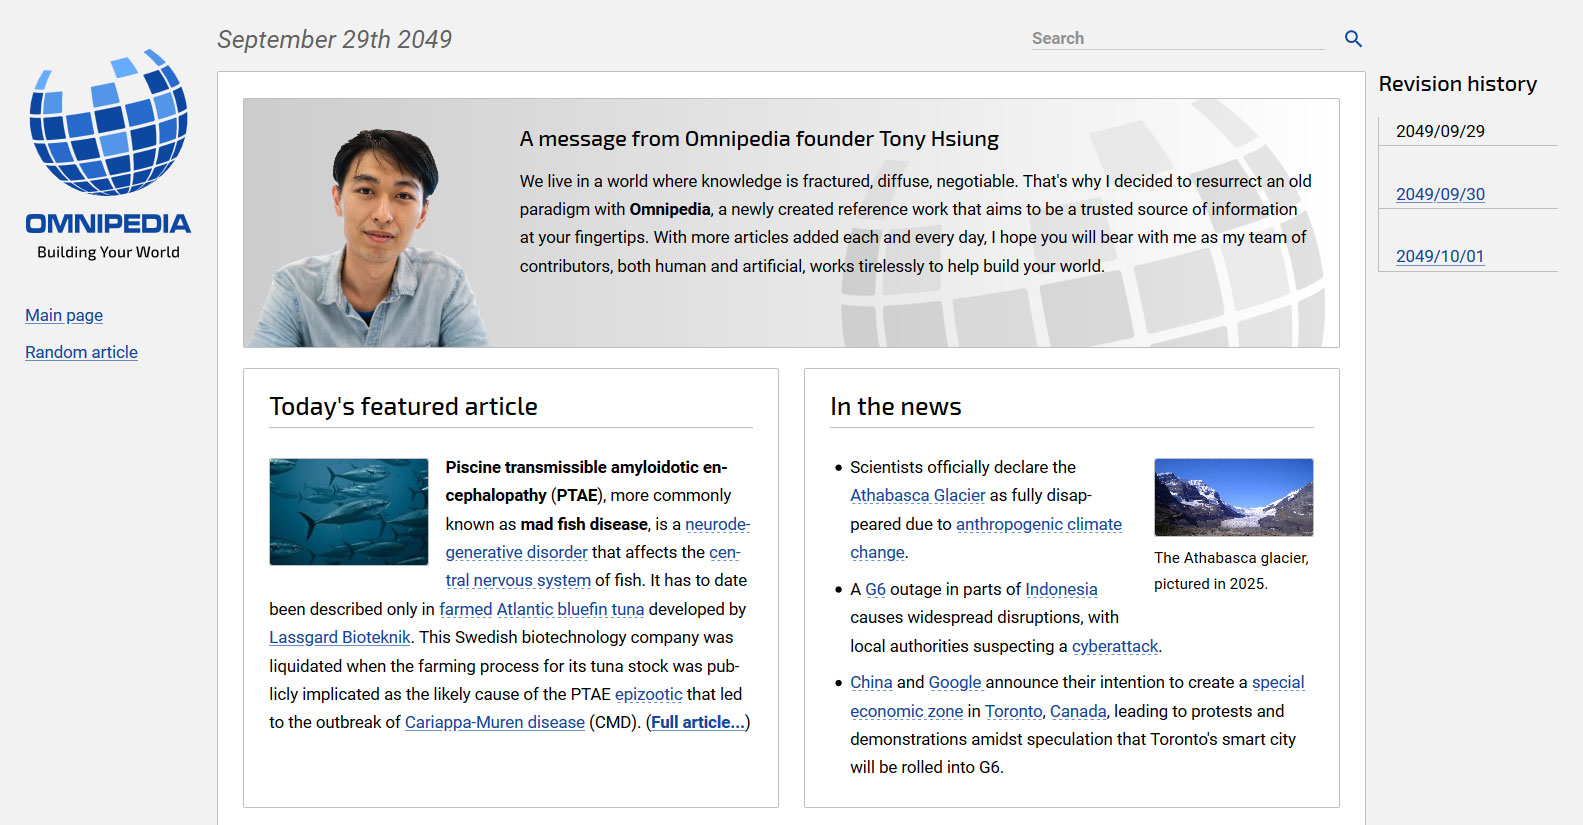 September 29th 2049
Search
OMNIPEDIA
Building Your World
Main page
Random article
A message from Omnipedia founder Tony Hsiung
We live in a world where knowledge is fractured, diffuse, negotiable. That's why I decided to resurrect an old
paradigm with Omnipedia, a newly created reference work that aims to be a trusted source of information
at your fingertips. With more articles added each and every day, I hope you will bear with me as my team of
contributors, both human and artificial, works tirelessly to help build your world.
Today's featured article
Piscine transmissible amyloidotic en-
cephalopathy (PTAE), more commonly
known as mad fish disease, is a neurode-
generative disorder that affects the cen-
tral nervous system of fish. It has to date
been described only in farmed Atlantic bluefin tuna developed by
Lassgard Bioteknik. This Swedish biotechnology company was
liquidated when the farming process for its tuna stock was pub-
licly implicated as the likely cause of the PTAE epizootic that led
to the outbreak of Cariappa-Muren disease (CMD). (Full article...)
In the news
• Scientists officially declare the
Athabasca Glacier as fully disap-
peared due to anthropogenic climate
change.
The Athabasca glacier,
pictured in 2025.
• A G6 outage in parts of Indonesia
causes widespread disruptions, with
local authorities suspecting a cyberattack.
• China and Google announce their intention to create a special
economic zone in Toronto, Canada, leading to protests and
demonstrations amidst speculation that Toronto's smart city
will be rolled into G6.
Revision history
2049/09/29
2049/09/30
2049/10/01